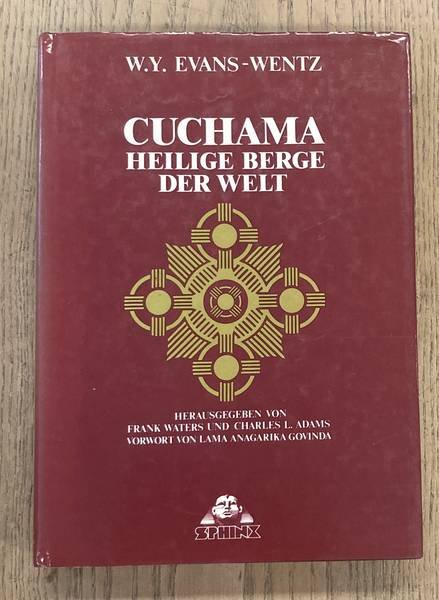 W.Y. EVANS-WENTZ
CUCHAMA
HEILIGE BERGE
DER WELT
HERAUSGEGEBEN VON
FRANK WATERS UND CHARLES L. ADAMS
VORWORT VON LAMA ANAGARIKA GOVINDA
SPHINX